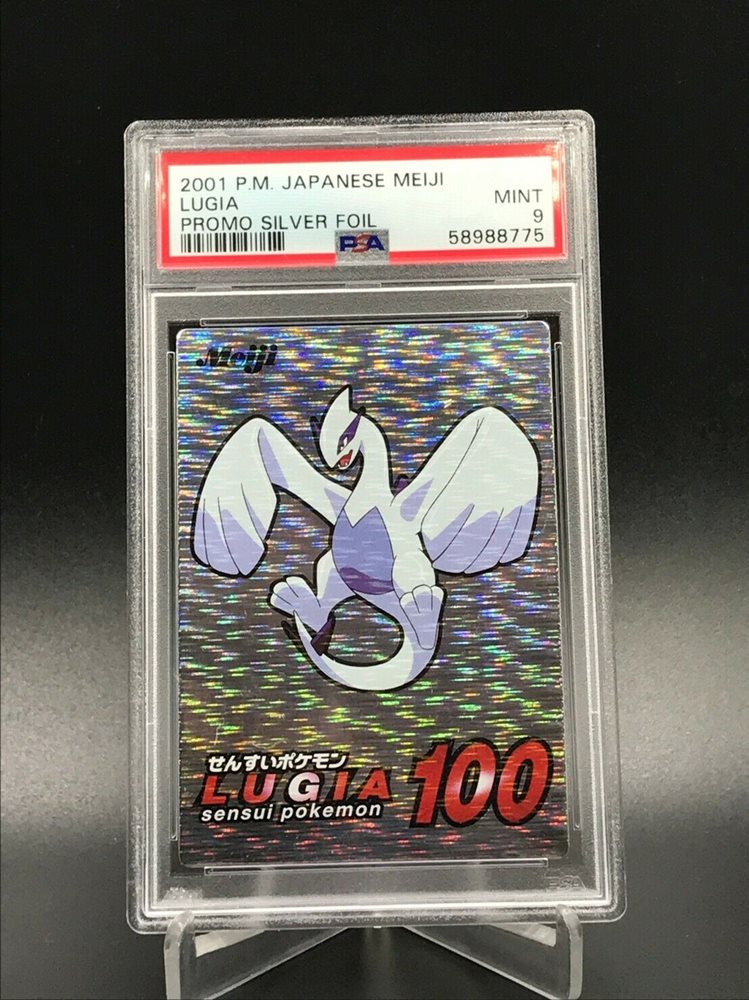 2001 P.M. JAPANESE MEIJI
LUGIA MINT
PROMO SILVER FOIL 9
PSA 58988775
Meiji
せんすいポケモン
LUGIA 100
sensui pokemon
PSA